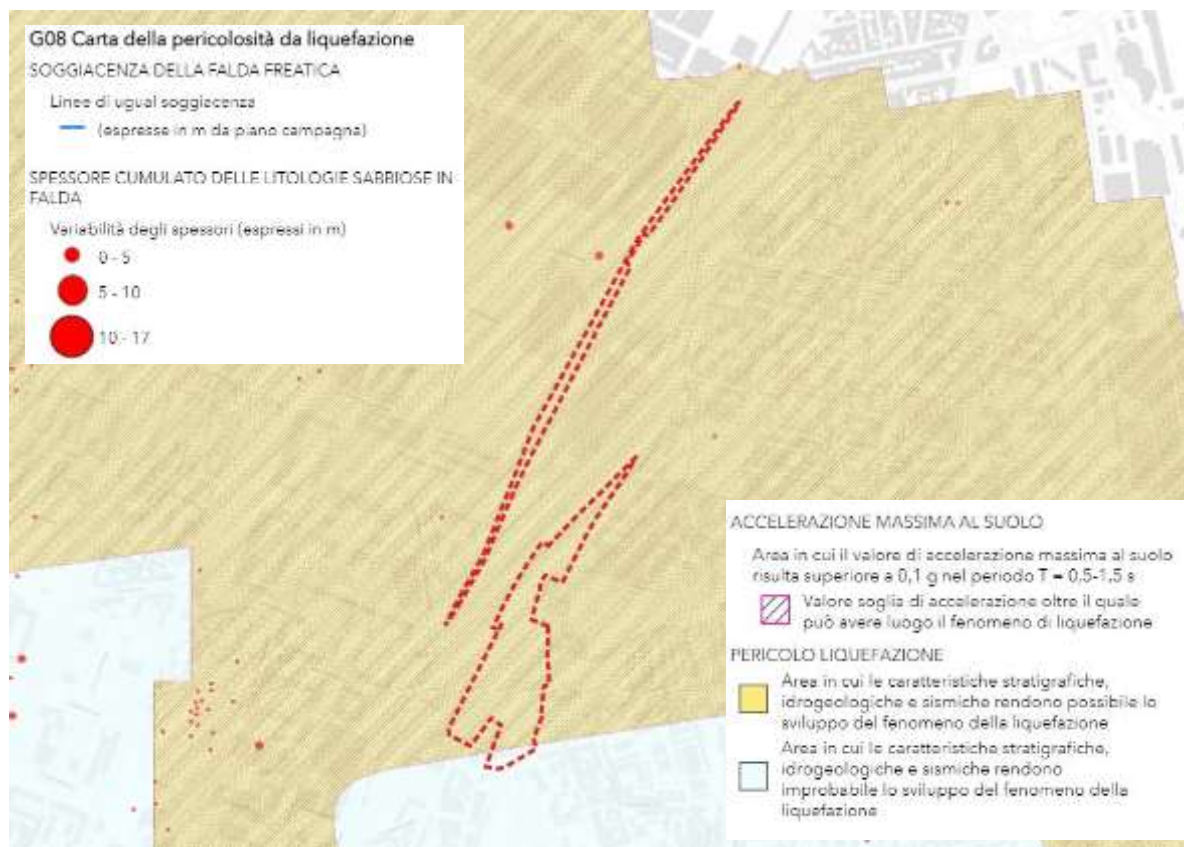 G08 Carta della pericolosità da liquefazione
SOGGIACENZA DELLA FALDA FREATICA
Linee di ugual soggiacenza
(espresse in m da piano campagna)
SPESSORE CUMULATO DELLE LITOLOGIE SABBIOSE IN
FALDA
Variabilità degli spessori (espressi in m)
0 - 5
5 - 10
10 - 17
ACCELERAZIONE MASSIMA AL SUOLO
Area in cui il valore di accelerazione massima al suolo
risulta superiore a 0,1 g nel periodo T = 0,5-1,5 s
Valore soglia di accelerazione oltre il quale
può avere luogo il fenomeno di liquefazione
PERICOLO LIQUEFAZIONE
Area in cui le caratteristiche stratigrafiche,
idrogeologiche e sismiche rendono possibile lo
sviluppo del fenomeno della liquefazione
Area in cui le caratteristiche stratigrafiche,
idrogeologiche e sismiche rendono
improbabile lo sviluppo del fenomeno della
liquefazione